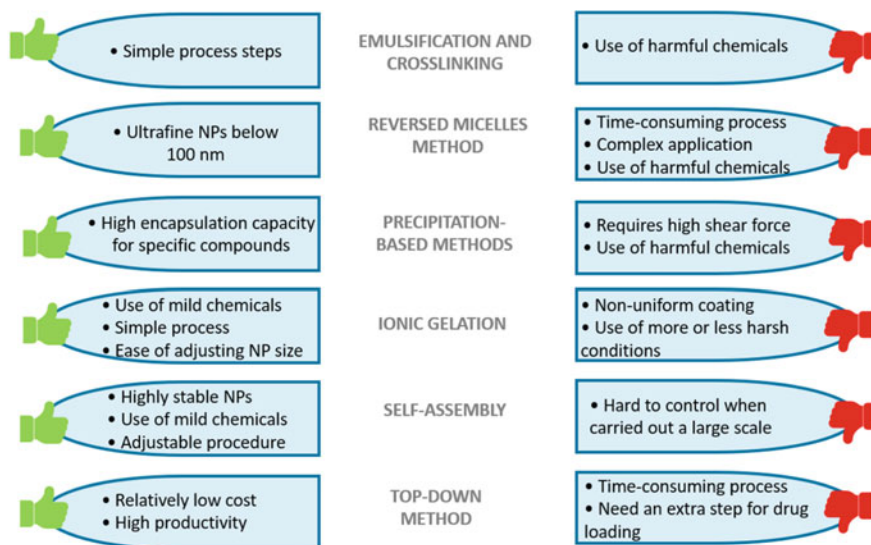 • Simple process steps
EMULSIFICATION AND
CROSSLINKING
• Use of harmful chemicals
• Ultrafine NPs below
100 nm
REVERSED MICELLES
METHOD
• Time-consuming process
• Complex application
• Use of harmful chemicals
• High encapsulation capacity
for specific compounds
PRECIPITATION-
BASED METHODS
• Requires high shear force
• Use of harmful chemicals
• Use of mild chemicals
• Simple process
• Ease of adjusting NP size
IONIC GELATION
• Non-uniform coating
• Use of more or less harsh
conditions
• Highly stable NPs
• Use of mild chemicals
• Adjustable procedure
SELF-ASSEMBLY
• Hard to control when
carried out a large scale
• Relatively low cost
• High productivity
TOP-DOWN
METHOD
• Time-consuming process
• Need an extra step for drug
loading